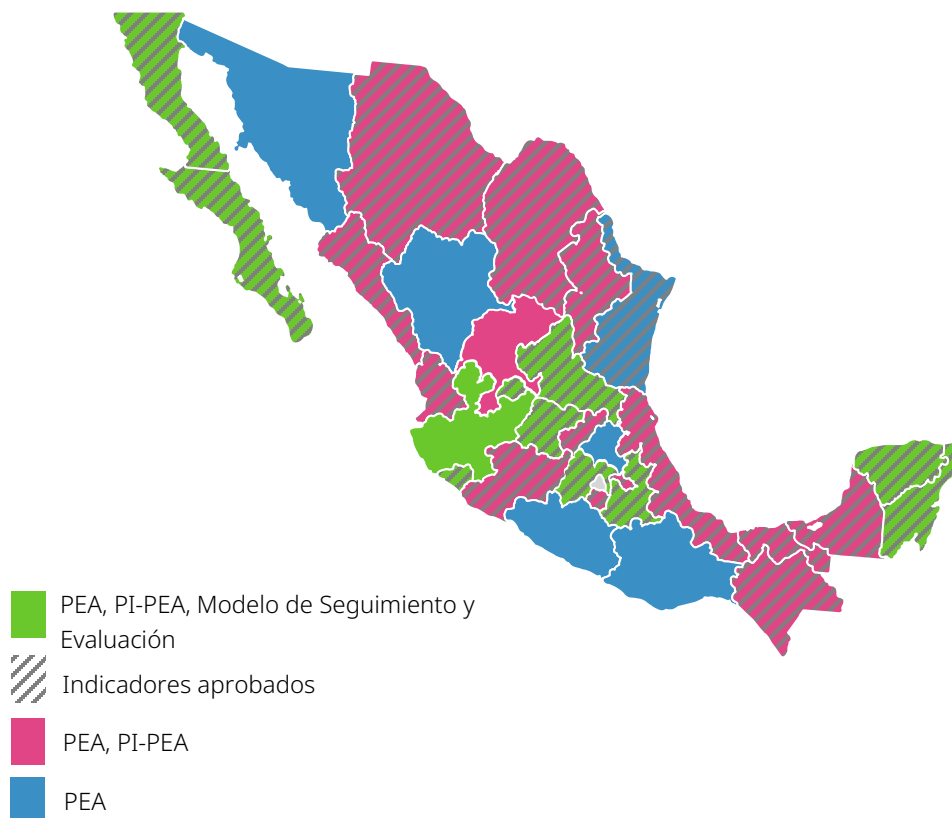 PEA, PI-PEA, Modelo de Seguimiento y
Evaluación
Indicadores aprobados
PEA, PI-PEA
PEA